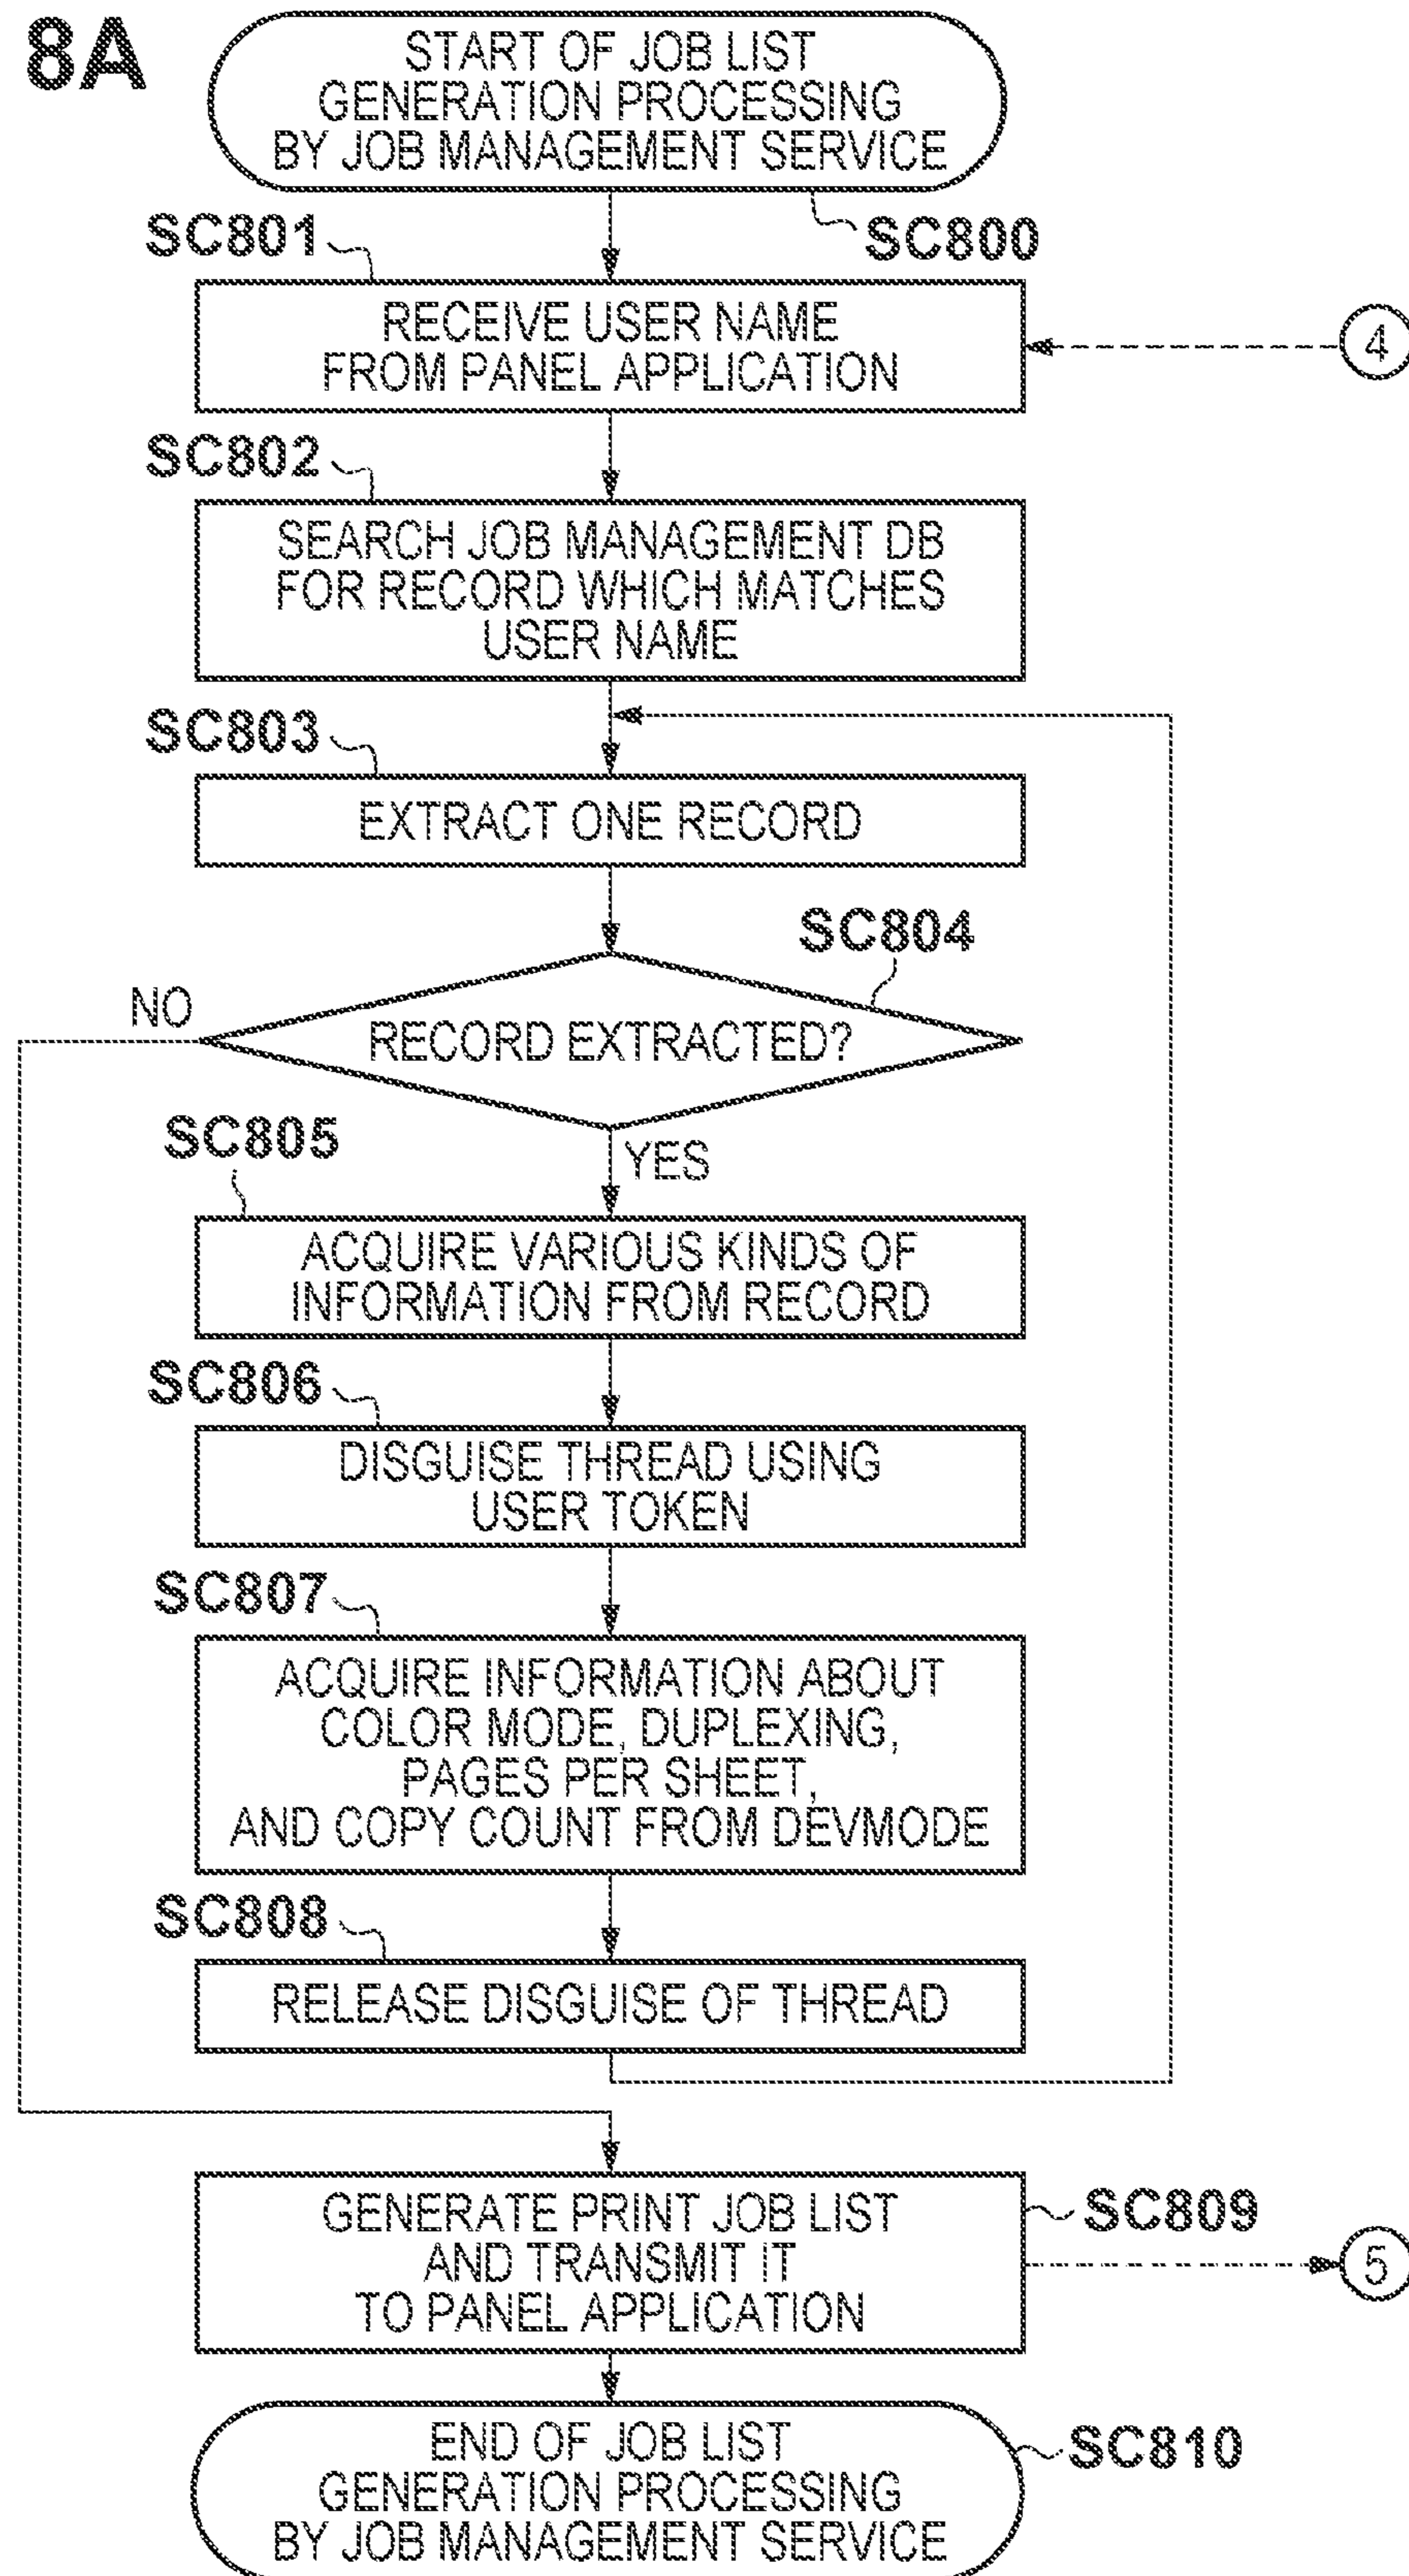 8A
START OF JOB LIST
GENERATION PROCESSING
BY JOB MANAGEMENT SERVICE
SC800
SC801
RECEIVE USER NAME
FROM PANEL APPLICATION
4
SC802
SEARCH JOB MANAGEMENT DB
FOR RECORD WHICH MATCHES
USER NAME
SC803
EXTRACT ONE RECORD
SC804
RECORD EXTRACTED?
NO
YES
SC805
ACQUIRE VARIOUS KINDS OF
INFORMATION FROM RECORD
SC806
DISGUISE THREAD USING
USER TOKEN
SC807
ACQUIRE INFORMATION ABOUT
COLOR MODE, DUPLEXING,
PAGES PER SHEET,
AND COPY COUNT FROM DEVMODE
SC808
RELEASE DISGUISE OF THREAD
GENERATE PRINT JOB LIST
AND TRANSMIT IT
TO PANEL APPLICATION
SC809
5
END OF JOB LIST
GENERATION PROCESSING
BY JOB MANAGEMENT SERVICE
SC810